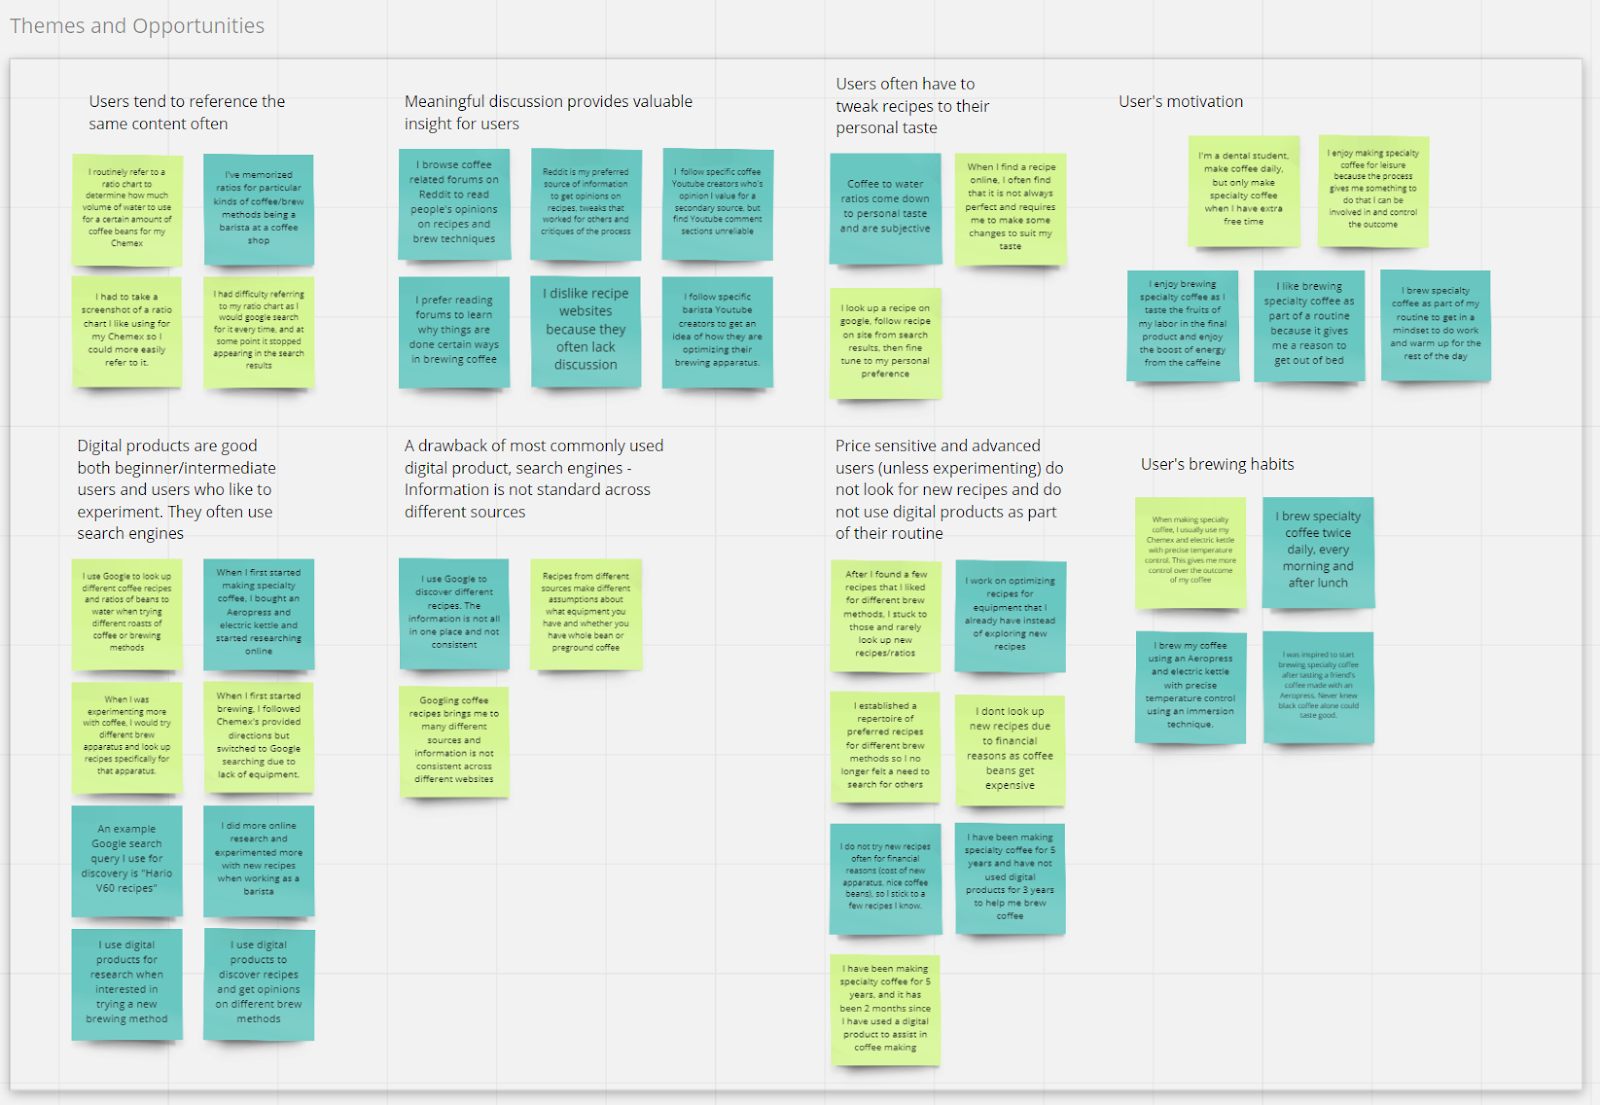 Themes and Opportunities
Users tend to reference the
same content often
I routinely refer to a
ratio chart to
determine how much
volume of water to use
for a certain amount of
coffee beans for my
Chemex
I've memorized
ratios for particular
kinds of coffee/brew
methods being a
barista at a coffee
shop
I had to take a
screenshot of a ratio
chart I like using for
my Chemex so I
could more easily
refer to it.
I had difficulty referring
to my ratio chart as I
would google search
for it every time, and at
some point it stopped
appearing in the search
results
Meaningful discussion provides valuable
insight for users
I browse coffee
related forums on
Reddit to read
people's opinions
on recipes and
brew techniques
Reddit is my preferred
source of information
to get opinions on
recipes, tweaks that
worked for others and
critiques of the process
I follow specific coffee
Youtube creators who's
opinion I value for a
secondary source, but
find Youtube comment
sections unreliable
I prefer reading
forums to learn
why things are
done certain ways
in brewing coffee
I dislike recipe
websites
because they
often lack
discussion
I follow specific
barista Youtube
creators to get an
idea of how they are
optimizing their
brewing apparatus.
Users often have to
tweak recipes to their
personal taste
Coffee to water
ratios come down
to personal taste
and are subjective
When I find a recipe
online, I often find
that it is not always
perfect and requires
me to make some
changes to suit my
taste
I look up a recipe on
google, follow recipe
on site from search
results, then fine
tune to my personal
preference
User's motivation
I'm a dental student,
make coffee daily,
but only make
specialty coffee
when I have extra
free time
I enjoy making specialty
coffee for leisure
because the process
gives me something to
do that I can be
involved in and control
the outcome
I enjoy brewing
specialty coffee as I
taste the fruits of
my labor in the final
product and enjoy
the boost of energy
from the caffeine
I like brewing
specialty coffee as
part of a routine
because it gives
me a reason to
get out of bed
I brew specialty
coffee as part of my
routine to get in a
mindset to do work
and warm up for the
rest of the day
Digital products are good
both beginner/intermediate
users and users who like to
experiment. They often use
search engines
I use Google to look up
different coffee recipes
and ratios of beans to
water when trying
different roasts of
coffee or brewing
methods
When I first started
making specialty
coffee, I bought an
Aeropress and
electric kettle and
started researching
online
When I was
experimenting more
with coffee, I would try
different brew
apparatus and look up
recipes specifically for
that apparatus.
When I first started
brewing, I followed
Chemex's provided
directions but
switched to Google
searching due to
lack of equipment.
An example
Google search
query I use for
discovery is "Hario
V60 recipes"
I did more online
research and
experimented more
with new recipes
when working as a
barista
I use digital
products for
research when
interested in
trying a new
brewing method
I use digital
products to
discover recipes
and get opinions
on different brew
methods
A drawback of most commonly used
digital product, search engines -
Information is not standard across
different sources
I use Google to
discover different
recipes. The
information is not all
in one place and not
consistent
Recipes from different
sources make different
assumptions about
what equipment you
have and whether you
have whole bean or
preground coffee
Googling coffee
recipes brings me to
many different
sources and
information is not
consistent across
different websites
Price sensitive and advanced
users (unless experimenting) do
not look for new recipes and do
not use digital products as part
of their routine
After I found a few
recipes that I liked
for different brew
methods, I stuck to
those and rarely
look up new
recipes/ratios
I work on optimizing
recipes for
equipment that I
already have instead
of exploring new
recipes
I established a
repertoire of
preferred recipes
for different brew
methods so I no
longer felt a need to
search for others
I dont look up
new recipes due
to financial
reasons as coffee
beans get
expensive
I do not try new recipes
often for financial
reasons (cost of new
apparatus, nice coffee
beans), so I stick to a
few recipes I know.
I have been making
specialty coffee for 5
years and have not
used digital
products for 3 years
to help me brew
coffee
I have been making
specialty coffee for 5
years, and it has
been 2 months since
I have used a digital
product to assist in
coffee making
User's brewing habits
When making specialty
coffee, I usually use my
Chemex and electric kettle
with precise temperature
control. This gives me more
control over the outcome
of my coffee
I brew specialty
coffee twice
daily, every
morning and
after lunch
I brew my coffee
using an Aeropress
and electric kettle
with precise
temperature control
using an immersion
technique.
I was inspired to start
brewing specialty coffee
after tasting a friend's
coffee made with an
Aeropress. Never knew
black coffee alone could
taste good.